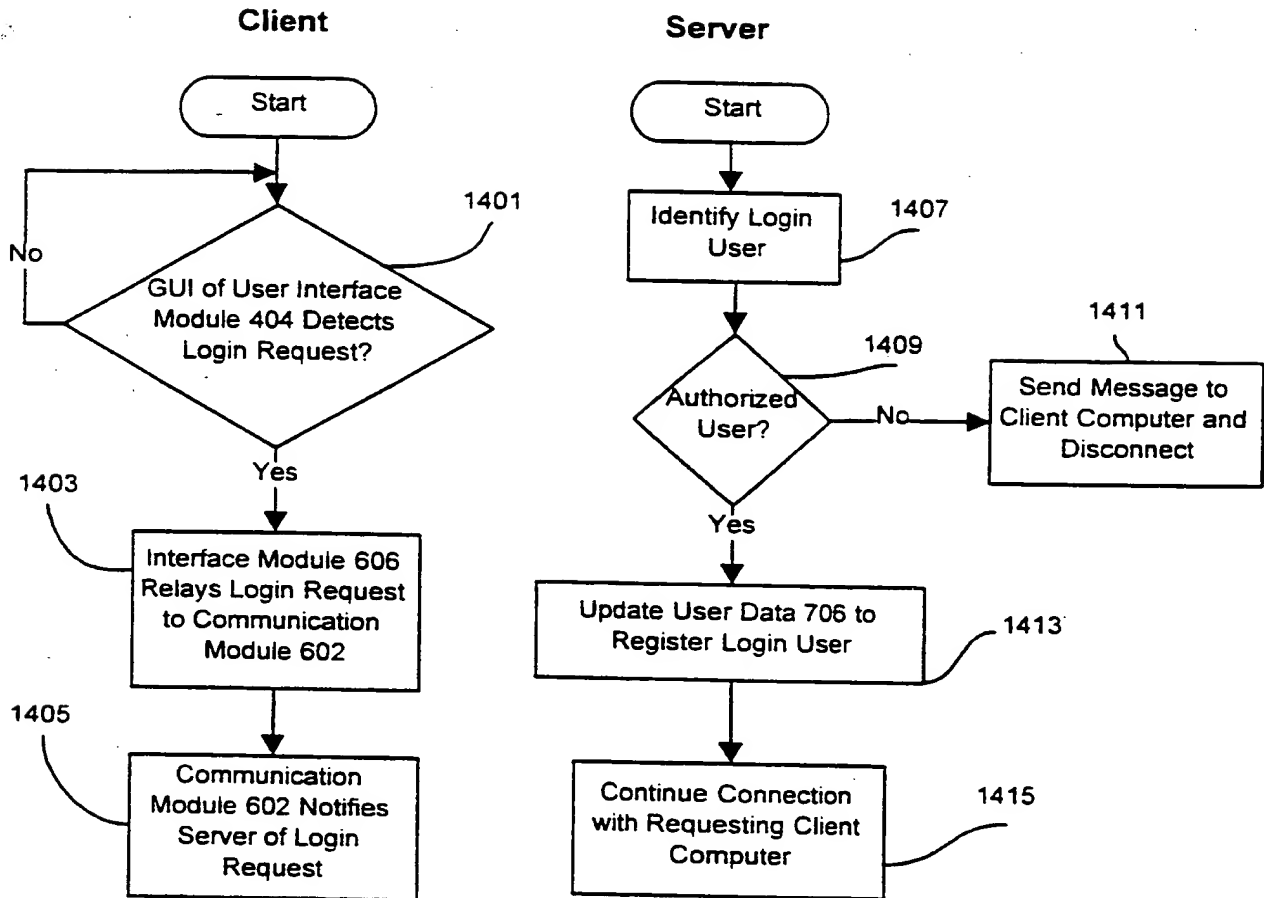 Client
Start
1401
No
GUI of User Interface
Module 404 Detects
Login Request?
Yes
1403
Interface Module 606
Relays Login Request
to Communication
Module 602
1405
Communication
Module 602 Notifies
Server of Login
Request
Server
Start
1407
Identify Login
User
1409
Authorized
User?
No
1411
Send Message to
Client Computer and
Disconnect
Yes
Update User Data 706 to
Register Login User
1413
Continue Connection
with Requesting Client
Computer
1415